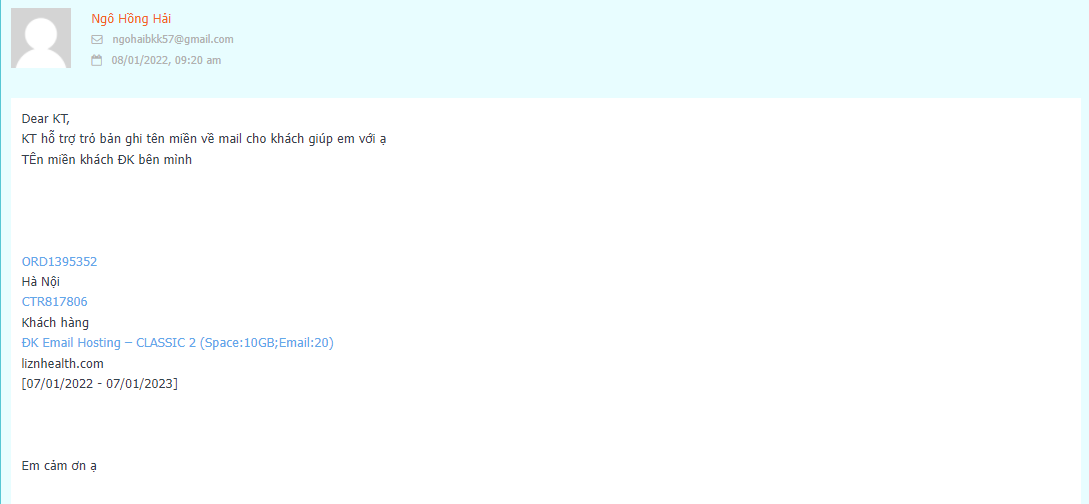 Ngô Hồng Hải
ngohaibkk57@gmail.com
08/01/2022, 09:20 am
Dear KT,
KT hỗ trợ trỏ bản ghi tên miền về mail cho khách giúp em với ạ
TÊn miền khách ĐK bên mình
ORD1395352
Hà Nội
CTR817806
Khách hàng
ĐK Email Hosting – CLASSIC 2 (Space:10GB;Email:20)
liznhealth.com
[07/01/2022 - 07/01/2023]
Em cảm ơn ạ